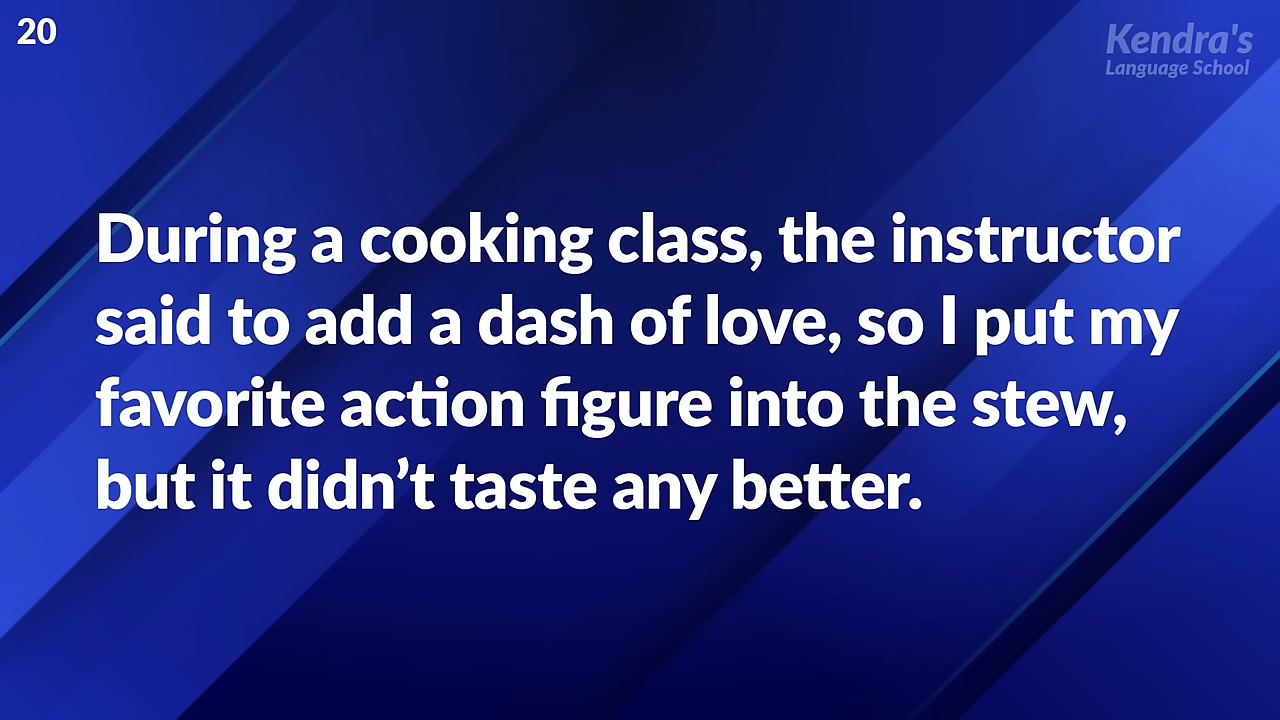 20
Kendra's
Language School
During a cooking class, the instructor
said to add a dash of love, so I put my
favorite action figure into the stew,
but it didn’t taste any better.